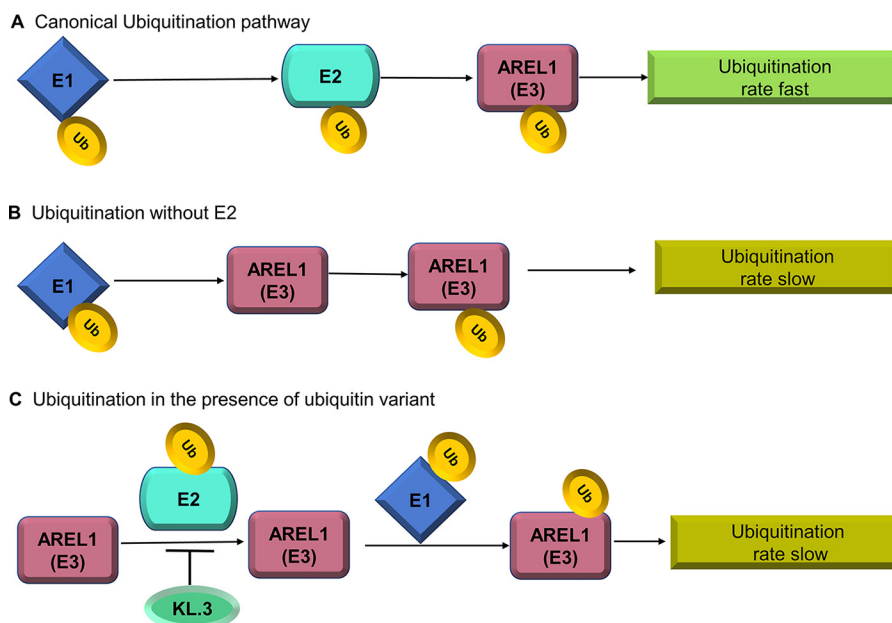 A Canonical Ubiquitination pathway
E1
Ub
E2
Ub
AREL1
(E3)
Ub
Ubiquitination
rate fast
B Ubiquitination without E2
E1
Ub
AREL1
(E3)
AREL1
(E3)
Ub
Ubiquitination
rate slow
C Ubiquitination in the presence of ubiquitin variant
AREL1
(E3)
Ub
E2
KL.3
AREL1
(E3)
Ub
E1
Ub
AREL1
(E3)
Ubiquitination
rate slow